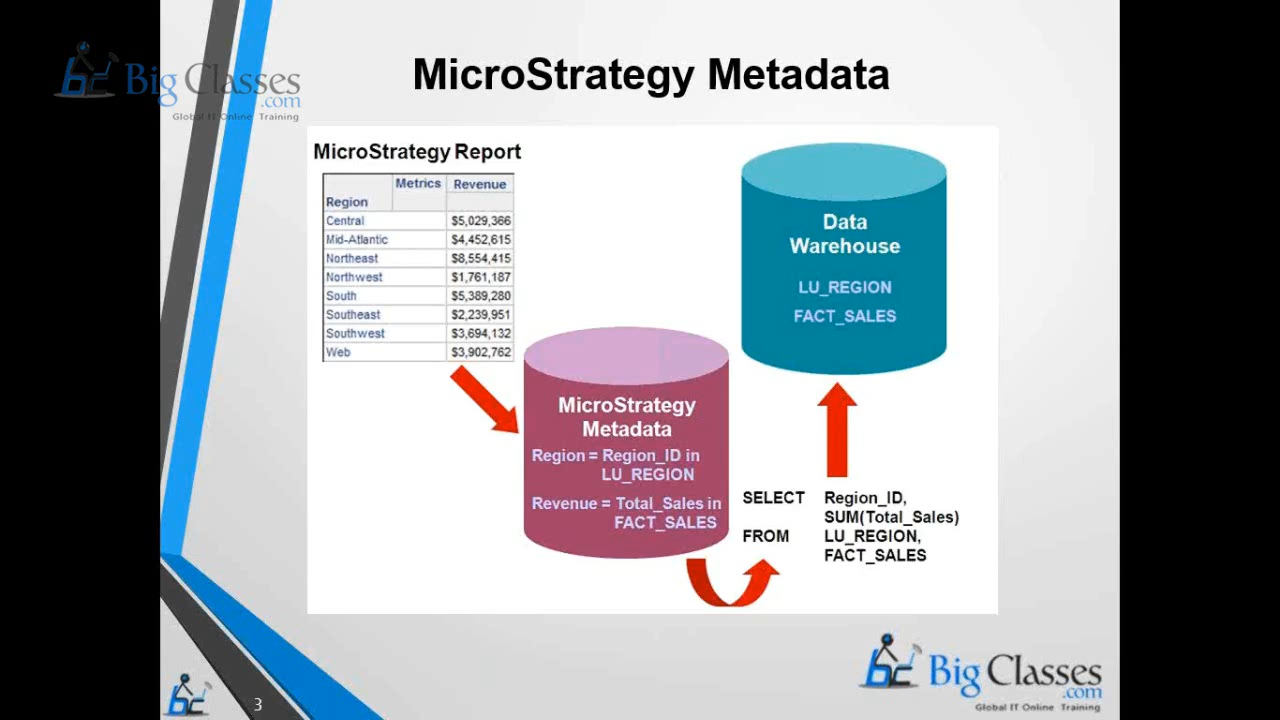 Big Classes
.com
Global IT Online Training
MicroStrategy Metadata
MicroStrategy Report
Metrics Revenue
Region
Central $5,029,366
Mid-Atlantic $4,452,615
Northeast $8,554,415
Northwest $1,761,187
South $5,389,280
Southeast $2,239,951
Southwest $3,694,132
Web $3,902,762
Data
Warehouse
LU_REGION
FACT_SALES
MicroStrategy
Metadata
Region = Region_ID in
LU_REGION
Revenue = Total_Sales in
FACT_SALES
SELECT Region_ID,
SUM(Total_Sales)
FROM LU_REGION,
FACT_SALES
Big Classes
.com
Global IT Online Training
3